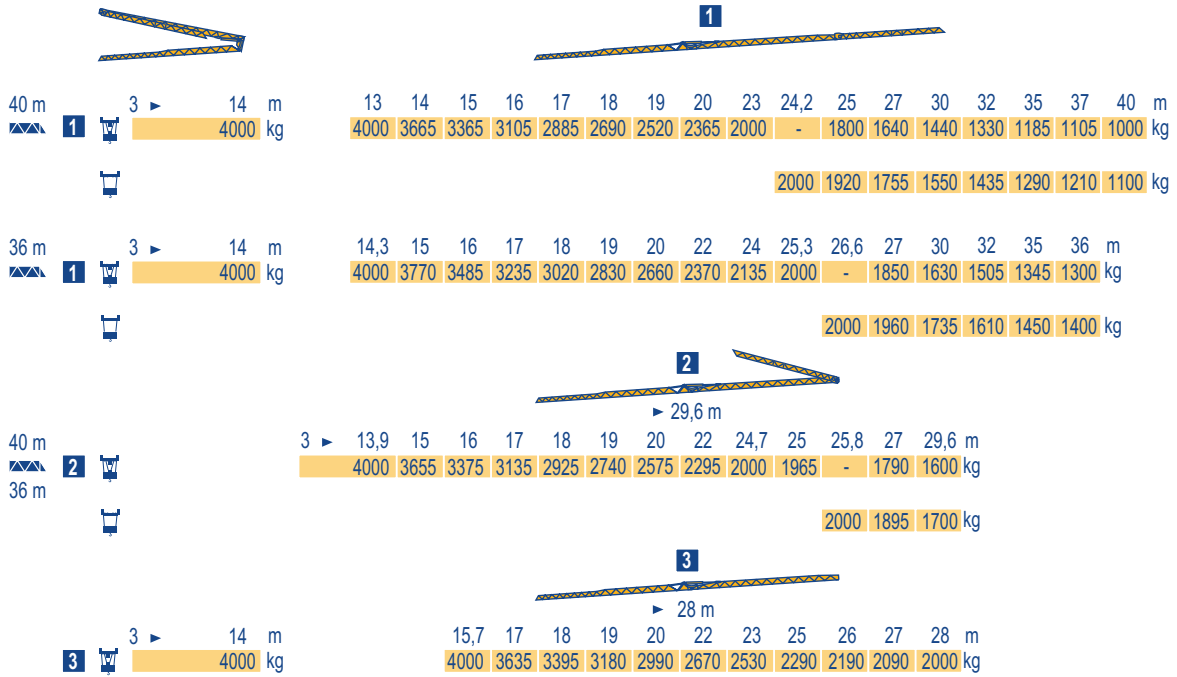 1
40 m 3 ► 14 m 13 14 15 16 17 18 19 20 23 24,2 25 27 30 32 35 37 40 m
1 4000 kg 4000 3665 3365 3105 2885 2690 2520 2365 2000 - 1800 1640 1440 1330 1185 1105 1000 kg
2000 1920 1755 1550 1435 1290 1210 1100 kg
36 m 3 ► 14 m 14,3 15 16 17 18 19 20 22 24 25,3 26,6 27 30 32 35 36 m
1 4000 kg 4000 3770 3485 3235 3020 2830 2660 2370 2135 2000 - 1850 1630 1505 1345 1300 kg
2000 1960 1735 1610 1450 1400 kg
2
► 29,6 m
40 m 3 ► 13,9 15 16 17 18 19 20 22 24,7 25 25,8 27 29,6 m
2 4000 3655 3375 3135 2925 2740 2575 2295 2000 1965 - 1790 1600 kg
36 m
2000 1895 1700 kg
3
► 28 m
3 ► 14 m 15,7 17 18 19 20 22 23 25 26 27 28 m
3 4000 kg 4000 3635 3395 3180 2990 2670 2530 2290 2190 2090 2000 kg